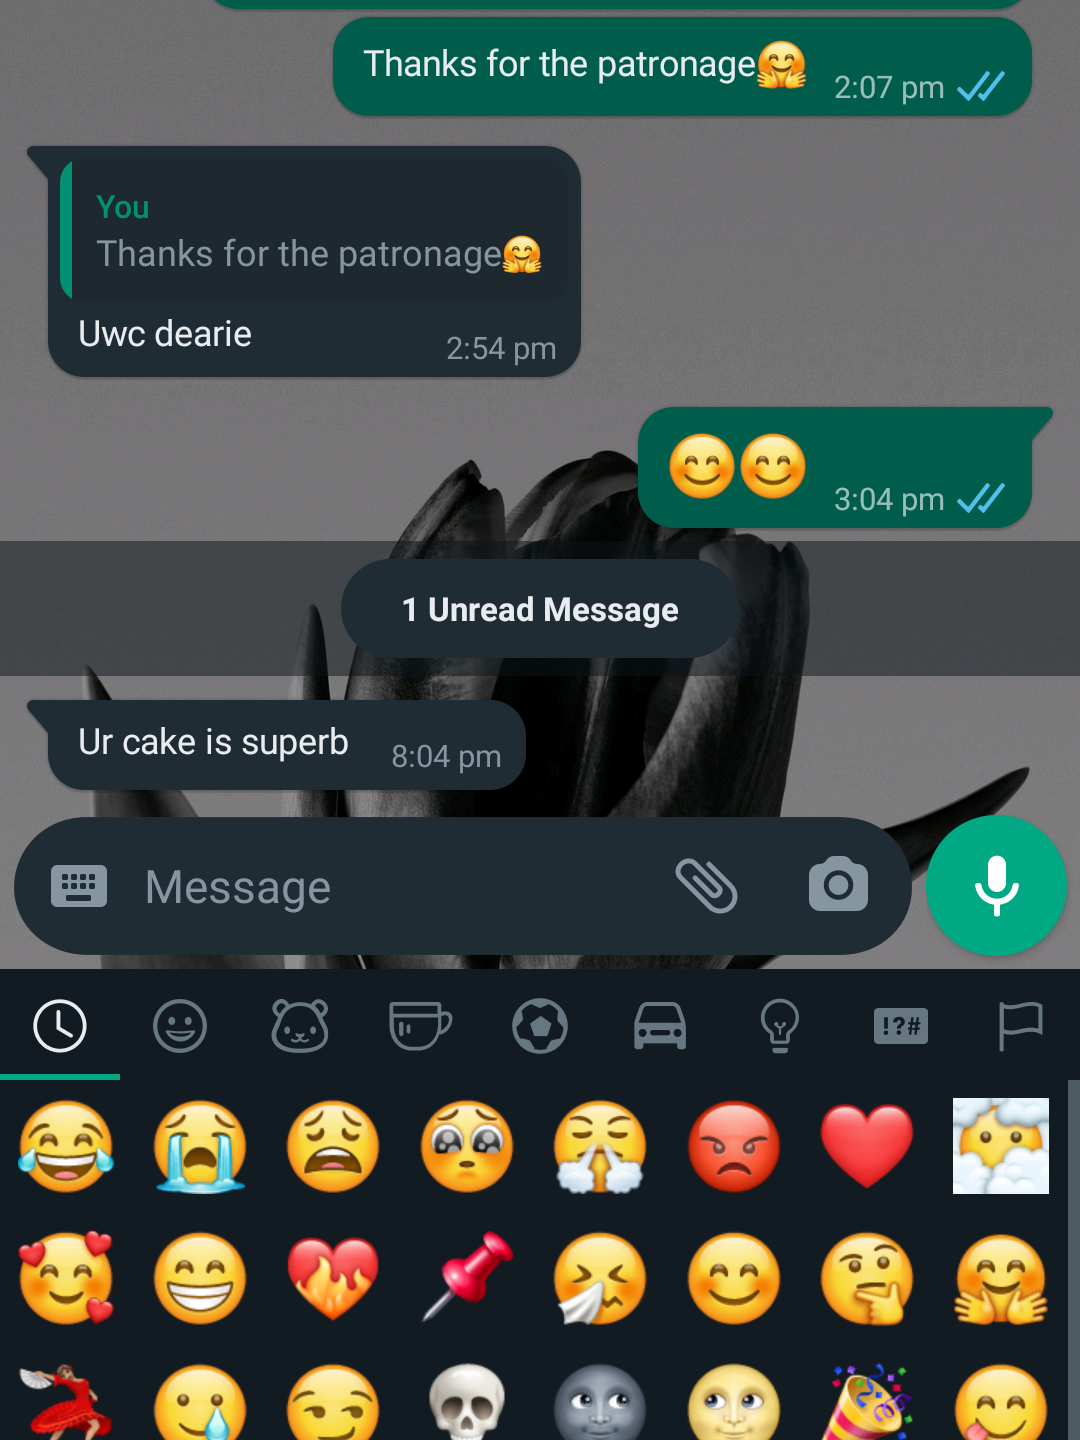 Thanks for the patronage🤗
2:07 pm
You
Thanks for the patronage🤗
Uwc dearie
2:54 pm
😊😊
3:04 pm
1 Unread Message
Ur cake is superb
8:04 pm
Message
!?#